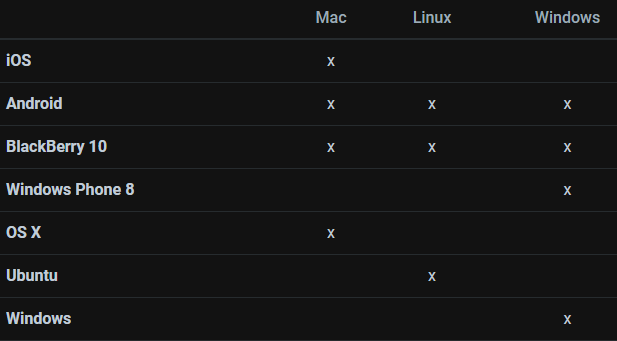 Mac Linux Windows
iOS x
Android x x x
BlackBerry 10 x x x
Windows Phone 8 x
OS X x
Ubuntu x
Windows x